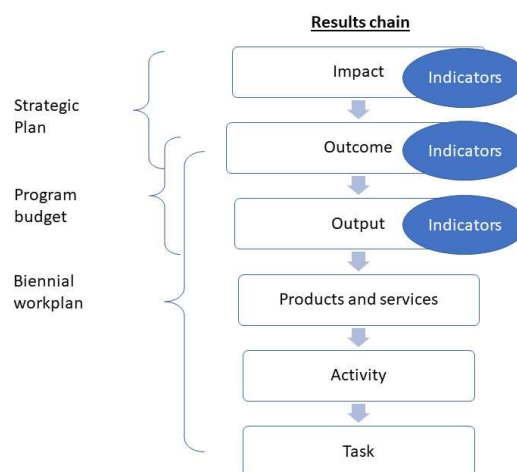 Results chain
Impact
Indicators
Strategic
Plan
Outcome
Indicators
Program
budget
Output
Indicators
Biennial
workplan
Products and services
Activity
Task